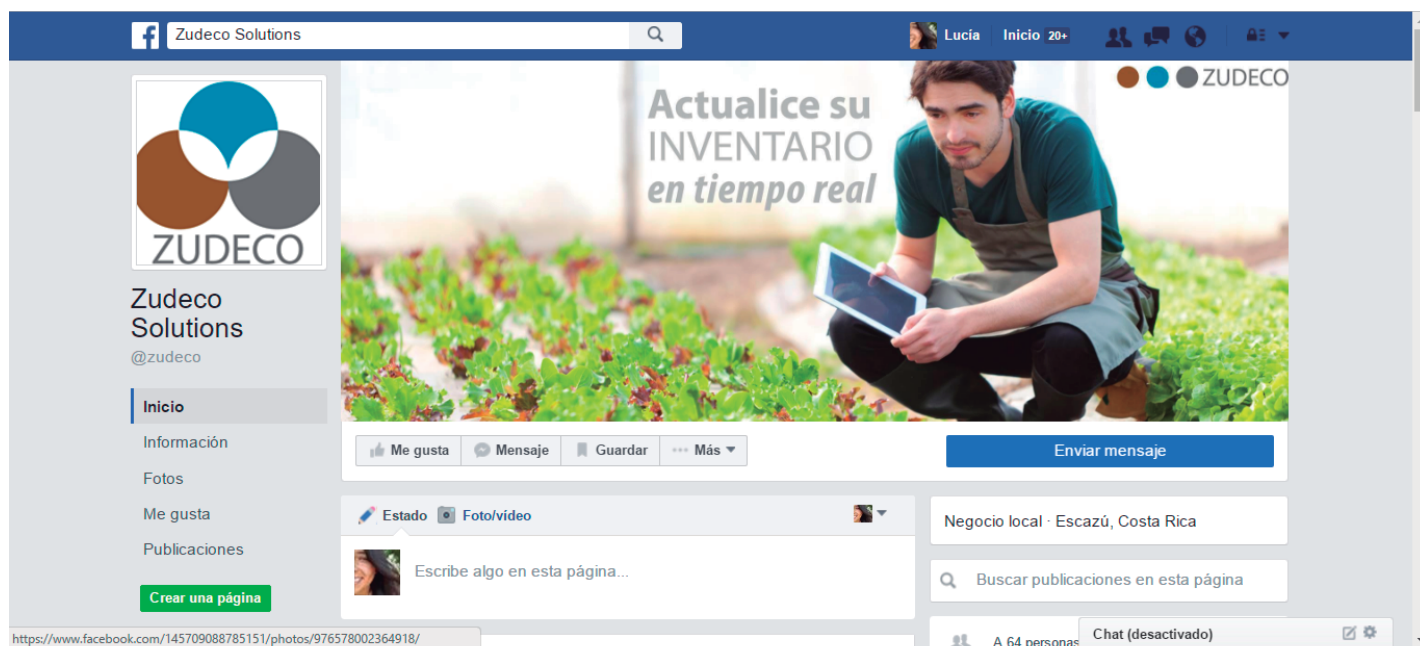 Zudeco Solutions
Lucía Inicio 20+
ZUDECO
Actualice su
INVENTARIO
en tiempo real
ZUDECO
Zudeco
Solutions
@zudeco
Inicio
Información
Fotos
Me gusta
Publicaciones
Crear una página
Me gusta Mensaje Guardar Más
Enviar mensaje
Estado Foto/vídeo
Escribe algo en esta página...
Negocio local · Escazú, Costa Rica
Buscar publicaciones en esta página
A 64 personas
Chat (desactivado)
https://www.facebook.com/145709088785151/photos/976578002364918/